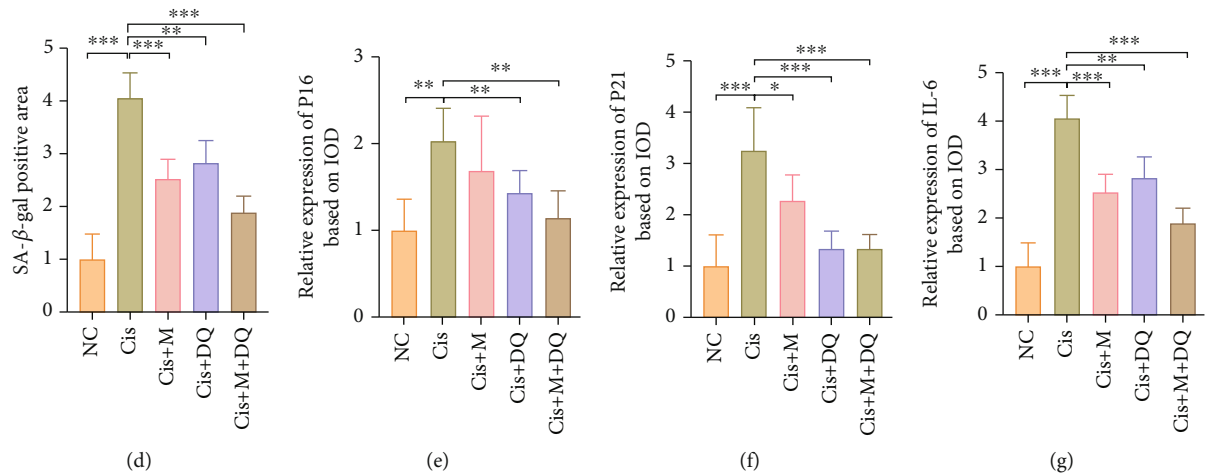 ***
**
***
***
5
4
3
2
1
0
SA-β-gal positive area
NC
Cis
Cis+M
Cis+DQ
Cis+M+DQ
(d)
**
**
**
3
2
1
0
Relative expression of P16
based on IOD
NC
Cis
Cis+M
Cis+DQ
Cis+M+DQ
(e)
***
***
***
*
5
4
3
2
1
0
Relative expression of P21
based on IOD
NC
Cis
Cis+M
Cis+DQ
Cis+M+DQ
(f)
***
**
***
***
5
4
3
2
1
0
Relative expression of IL-6
based on IOD
NC
Cis
Cis+M
Cis+DQ
Cis+M+DQ
(g)